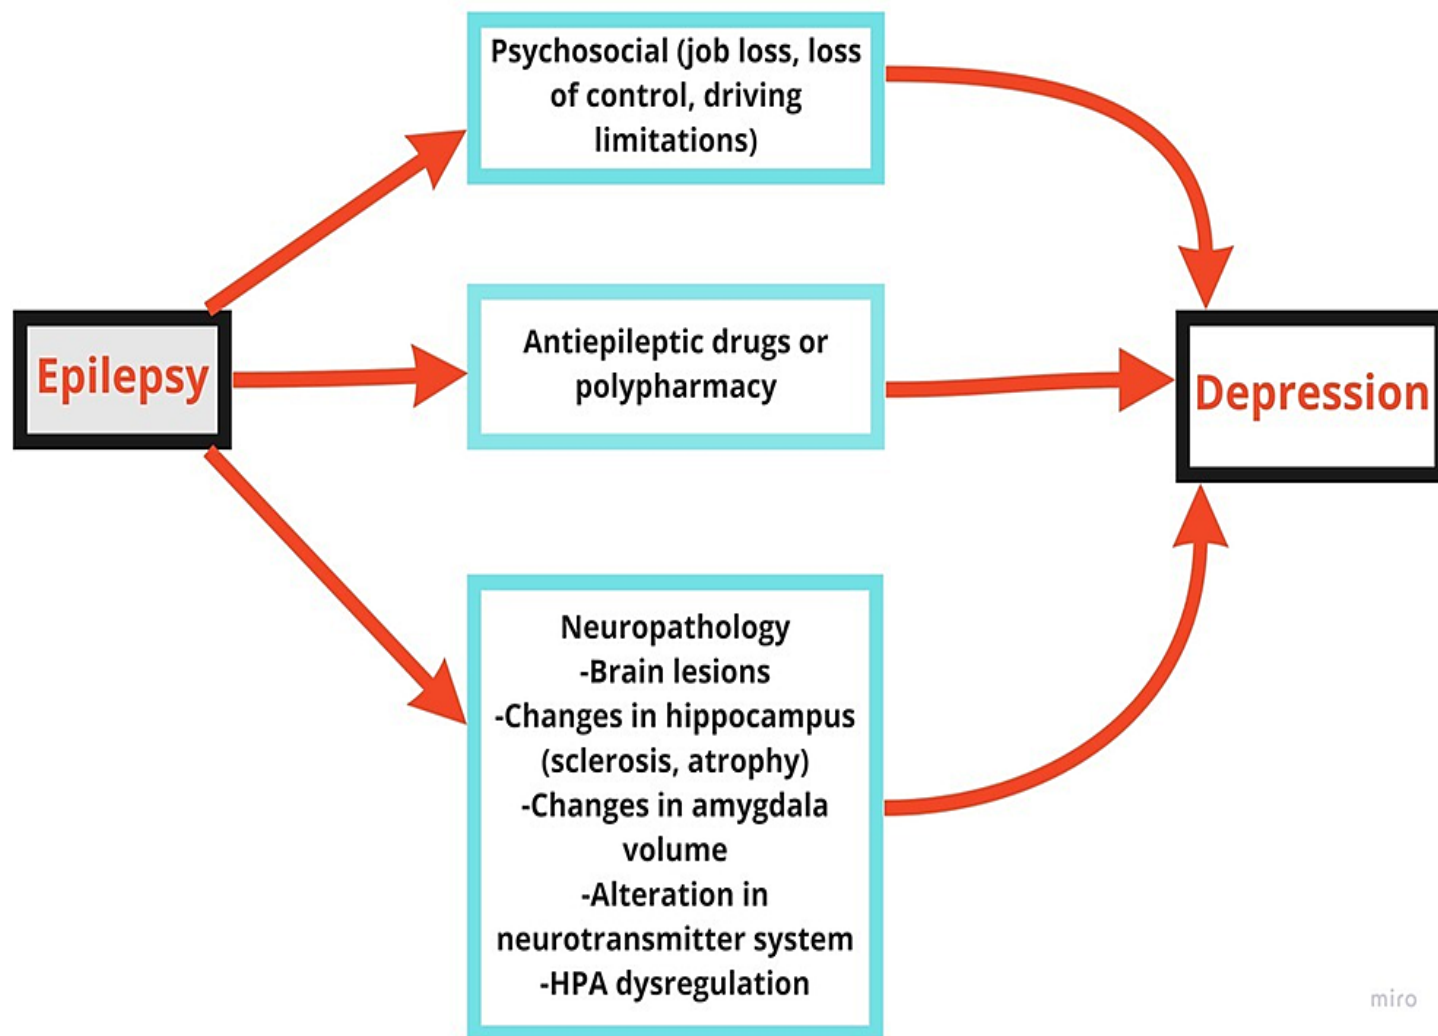 Psychosocial (job loss, loss
of control, driving
limitations)
Epilepsy
Antiepileptic drugs or
polypharmacy
Depression
Neuropathology
-Brain lesions
-Changes in hippocampus
(sclerosis, atrophy)
-Changes in amygdala
volume
-Alteration in
neurotransmitter system
-HPA dysregulation
miro